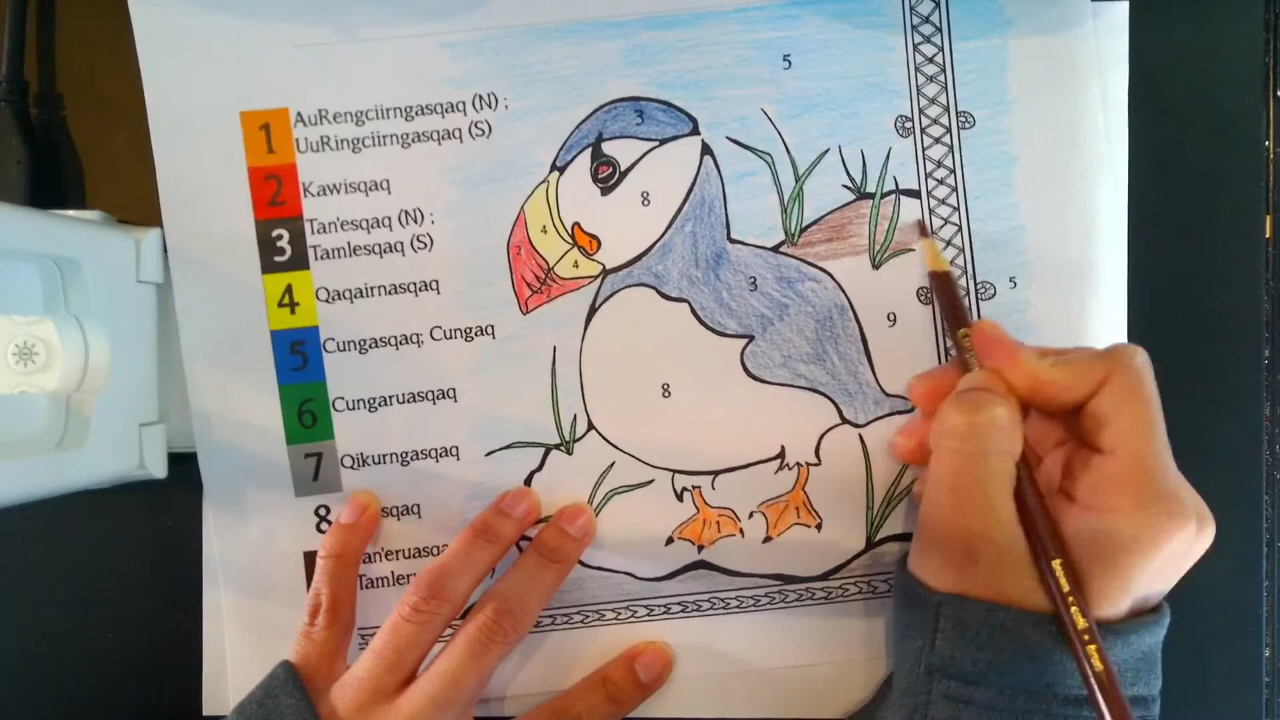 1
AuRengciirngasqaq (N) ;
UuRingciirngasqaq (S)
2
Kawisqaq
3
Tan'esqaq (N) ;
Tamlesqaq (S)
4
Qaqairnasqaq
5
Cungasqaq; Cungaq
6
Cungaruasqaq
7
Qikurngasqaq
8
5
3
8
4
4
2
2
3
9
5
8
1
1